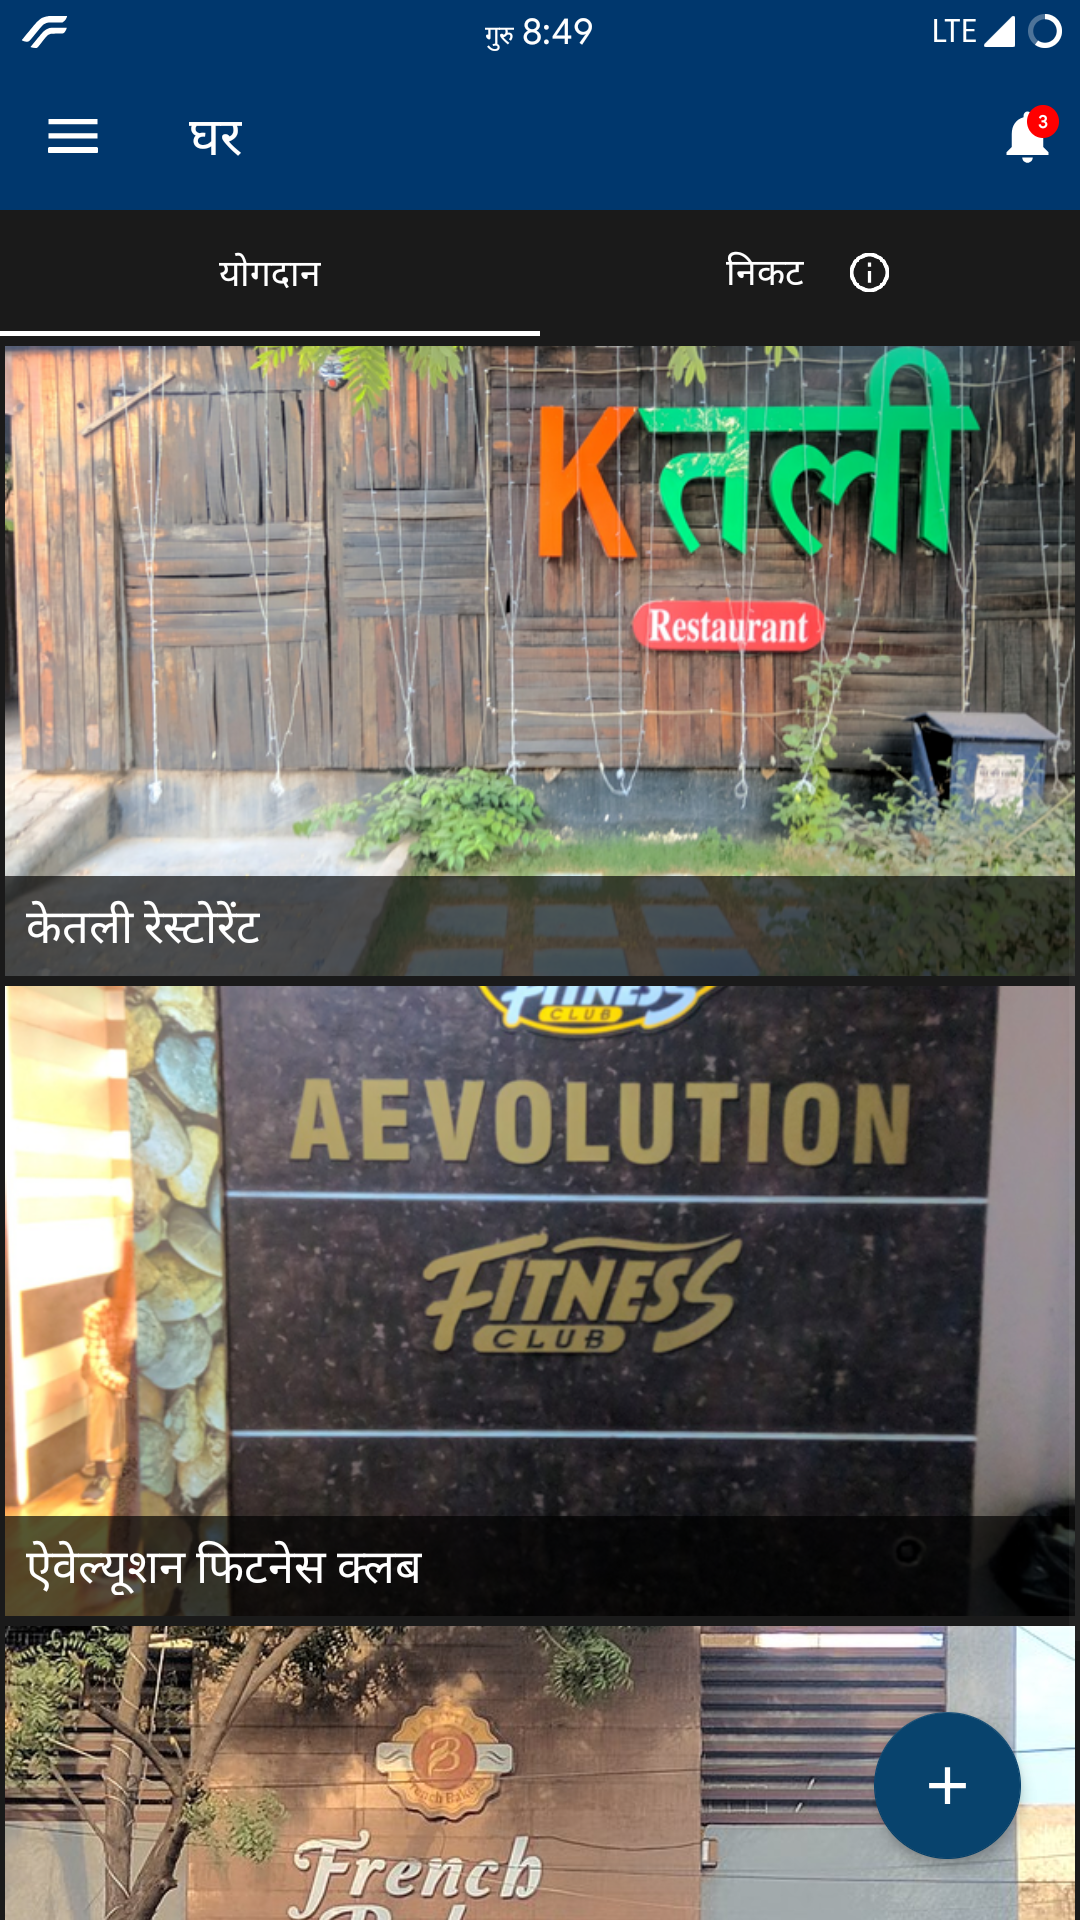 गुरु 8:49
LTE
घर
3
योगदान
निकट
Kतली
Restaurant
केतली रेस्टोरेंट
FITNESS
CLUB
AEVOLUTION
FITNESS
CLUB
ऐवेल्यूशन फिटनेस क्लब
French